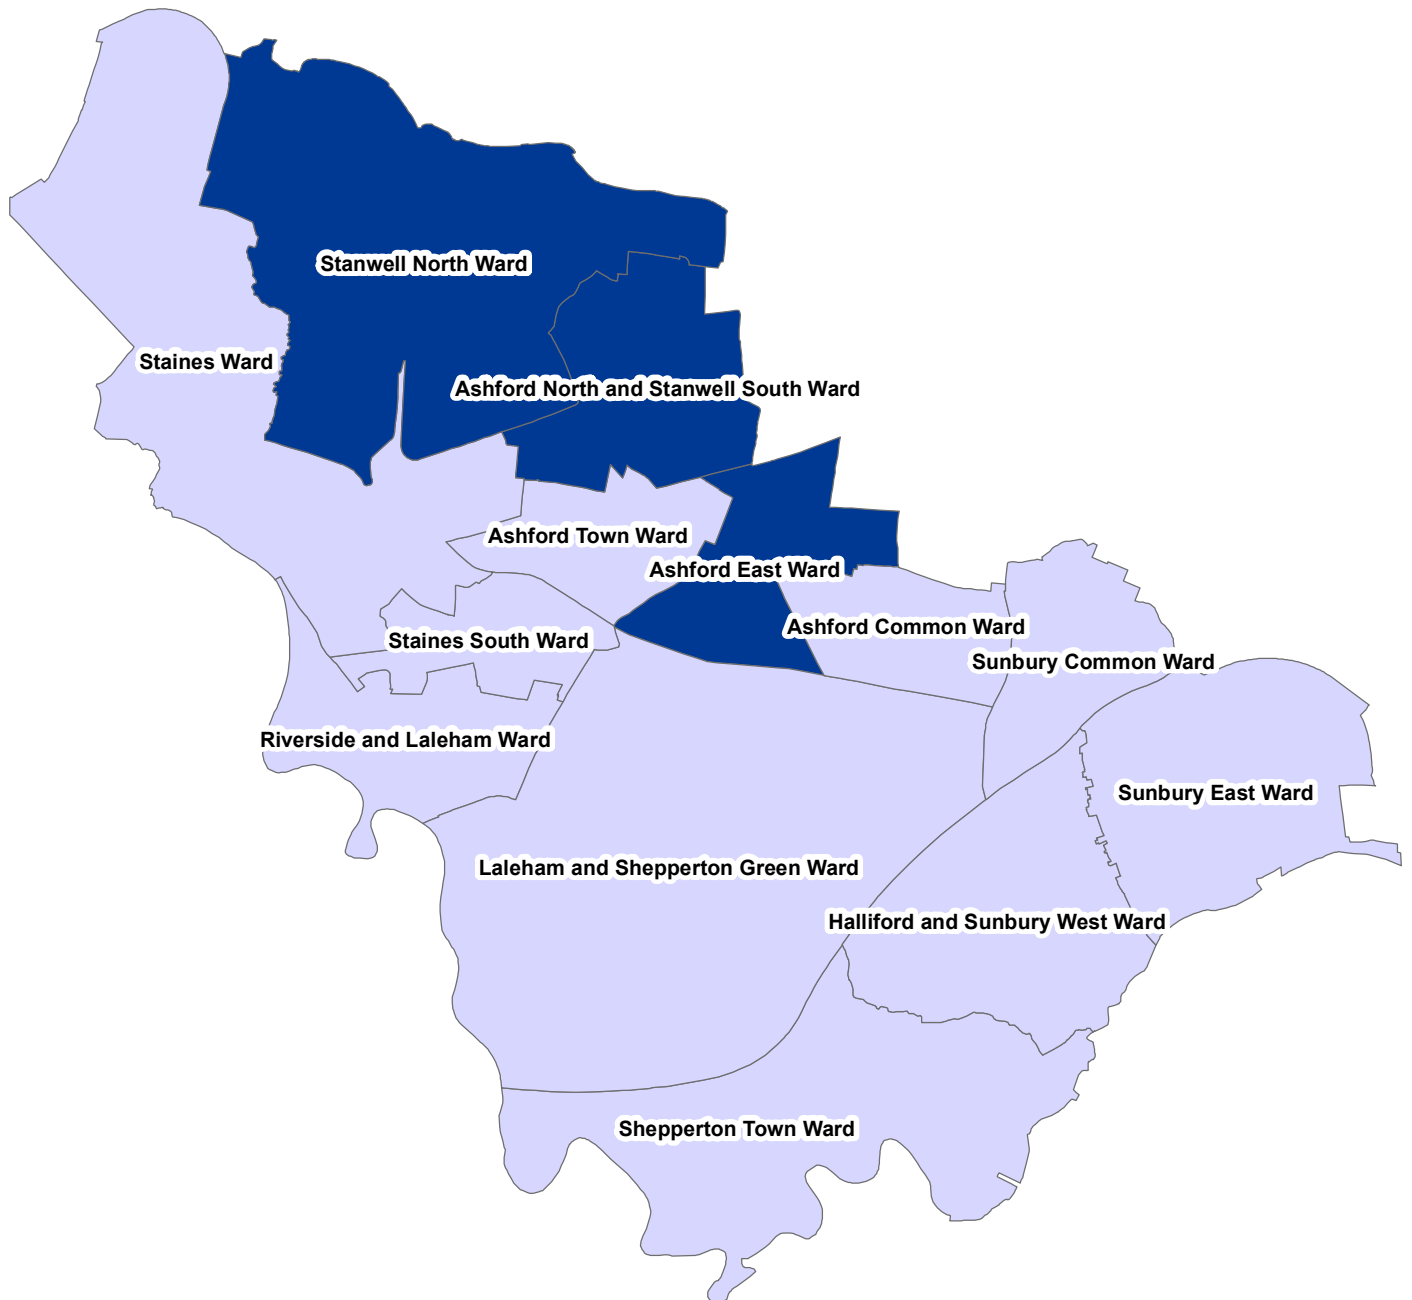 Stanwell North Ward
Staines Ward
Ashford North and Stanwell South Ward
Ashford Town Ward
Ashford East Ward
Ashford Common Ward
Staines South Ward
Sunbury Common Ward
Riverside and Laleham Ward
Sunbury East Ward
Laleham and Shepperton Green Ward
Halliford and Sunbury West Ward
Shepperton Town Ward